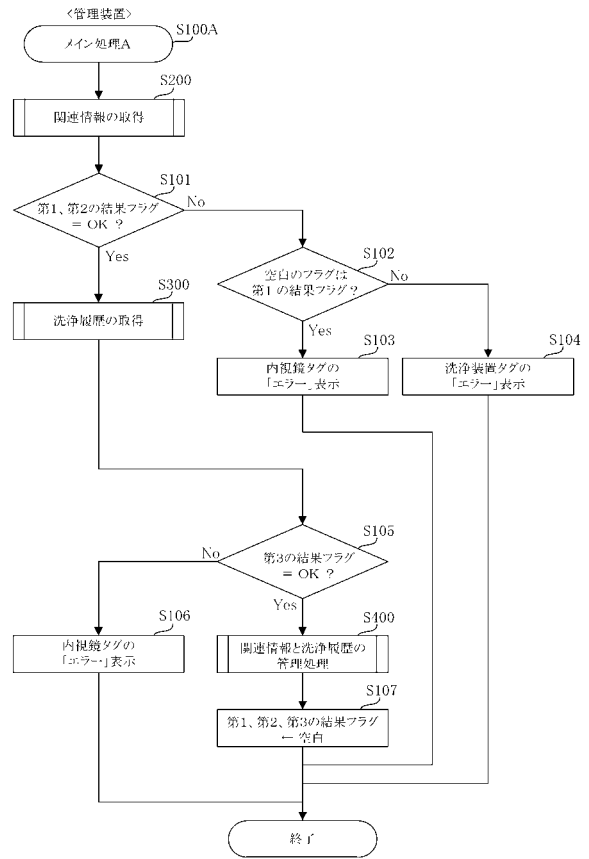 <管理装置>
メイン処理A
S100A
S200
関連情報の取得
S101
第1、第2の結果フラグ
= OK ?
No
Yes
S102
空白のフラグは
第1の結果フラグ?
No
Yes
S300
洗浄履歴の取得
S103
内視鏡タグの
「エラー」表示
S104
洗浄装置タグの
「エラー」表示
S105
第3の結果フラグ
= OK ?
No
Yes
S106
内視鏡タグの
「エラー」表示
S400
関連情報と洗浄履歴の
管理処理
S107
第1、第2、第3の結果フラグ
← 空白
終了